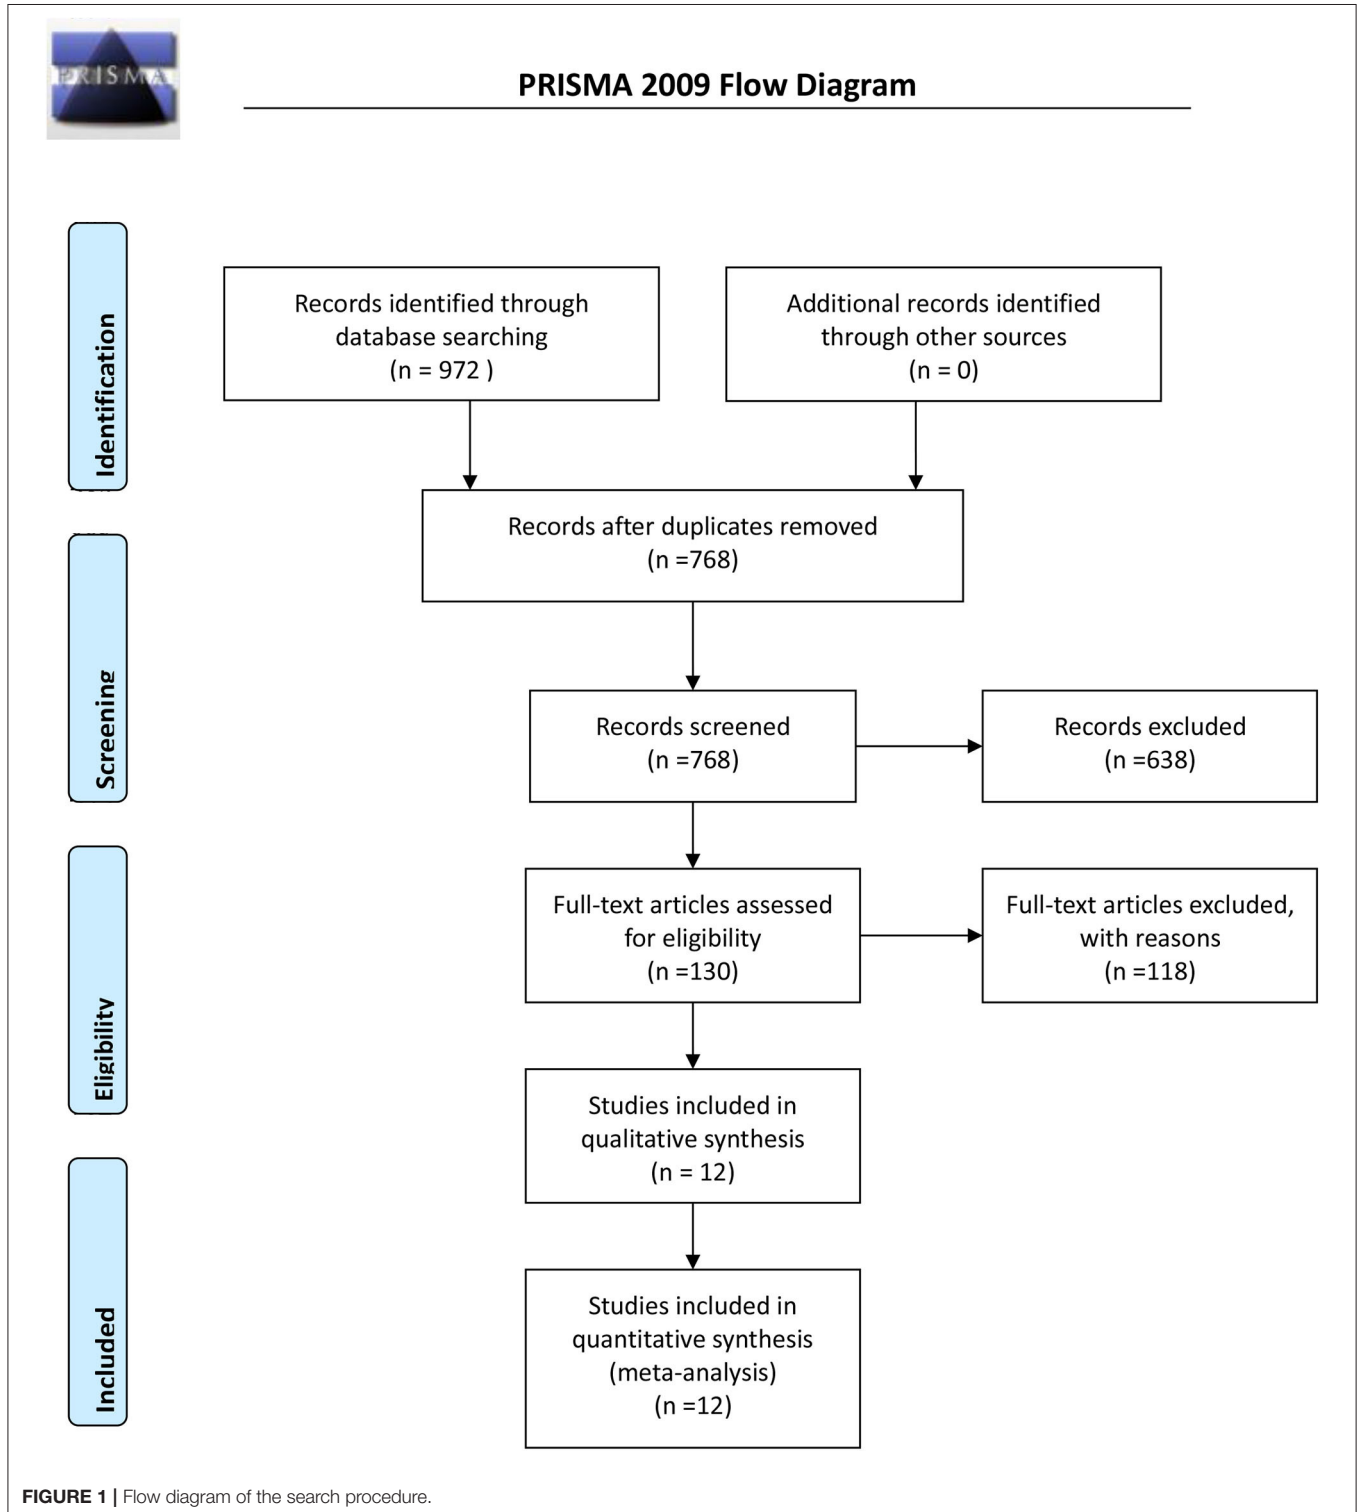 PRISMA
PRISMA 2009 Flow Diagram
Identification
Records identified through
database searching
(n = 972 )
Additional records identified
through other sources
(n = 0)
Records after duplicates removed
(n =768)
Screening
Records screened
(n =768)
Records excluded
(n =638)
Eligibility
Full-text articles assessed
for eligibility
(n =130)
Full-text articles excluded,
with reasons
(n =118)
Studies included in
qualitative synthesis
(n = 12)
Included
Studies included in
quantitative synthesis
(meta-analysis)
(n =12)
FIGURE 1 | Flow diagram of the search procedure.